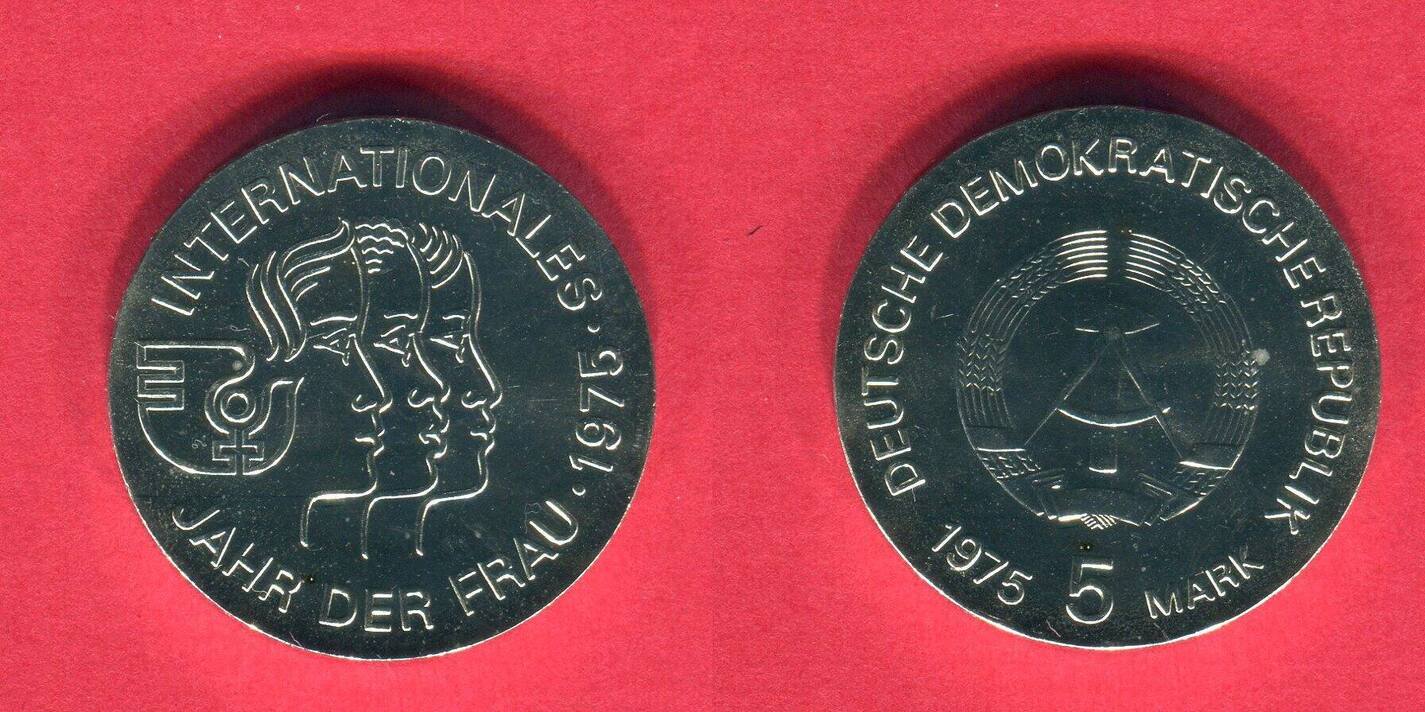 INTERNATIONALES · 1975 ·
JAHR DER FRAU
DEUTSCHE DEMOKRATISCHE REPUBLIK
1975 5 MARK